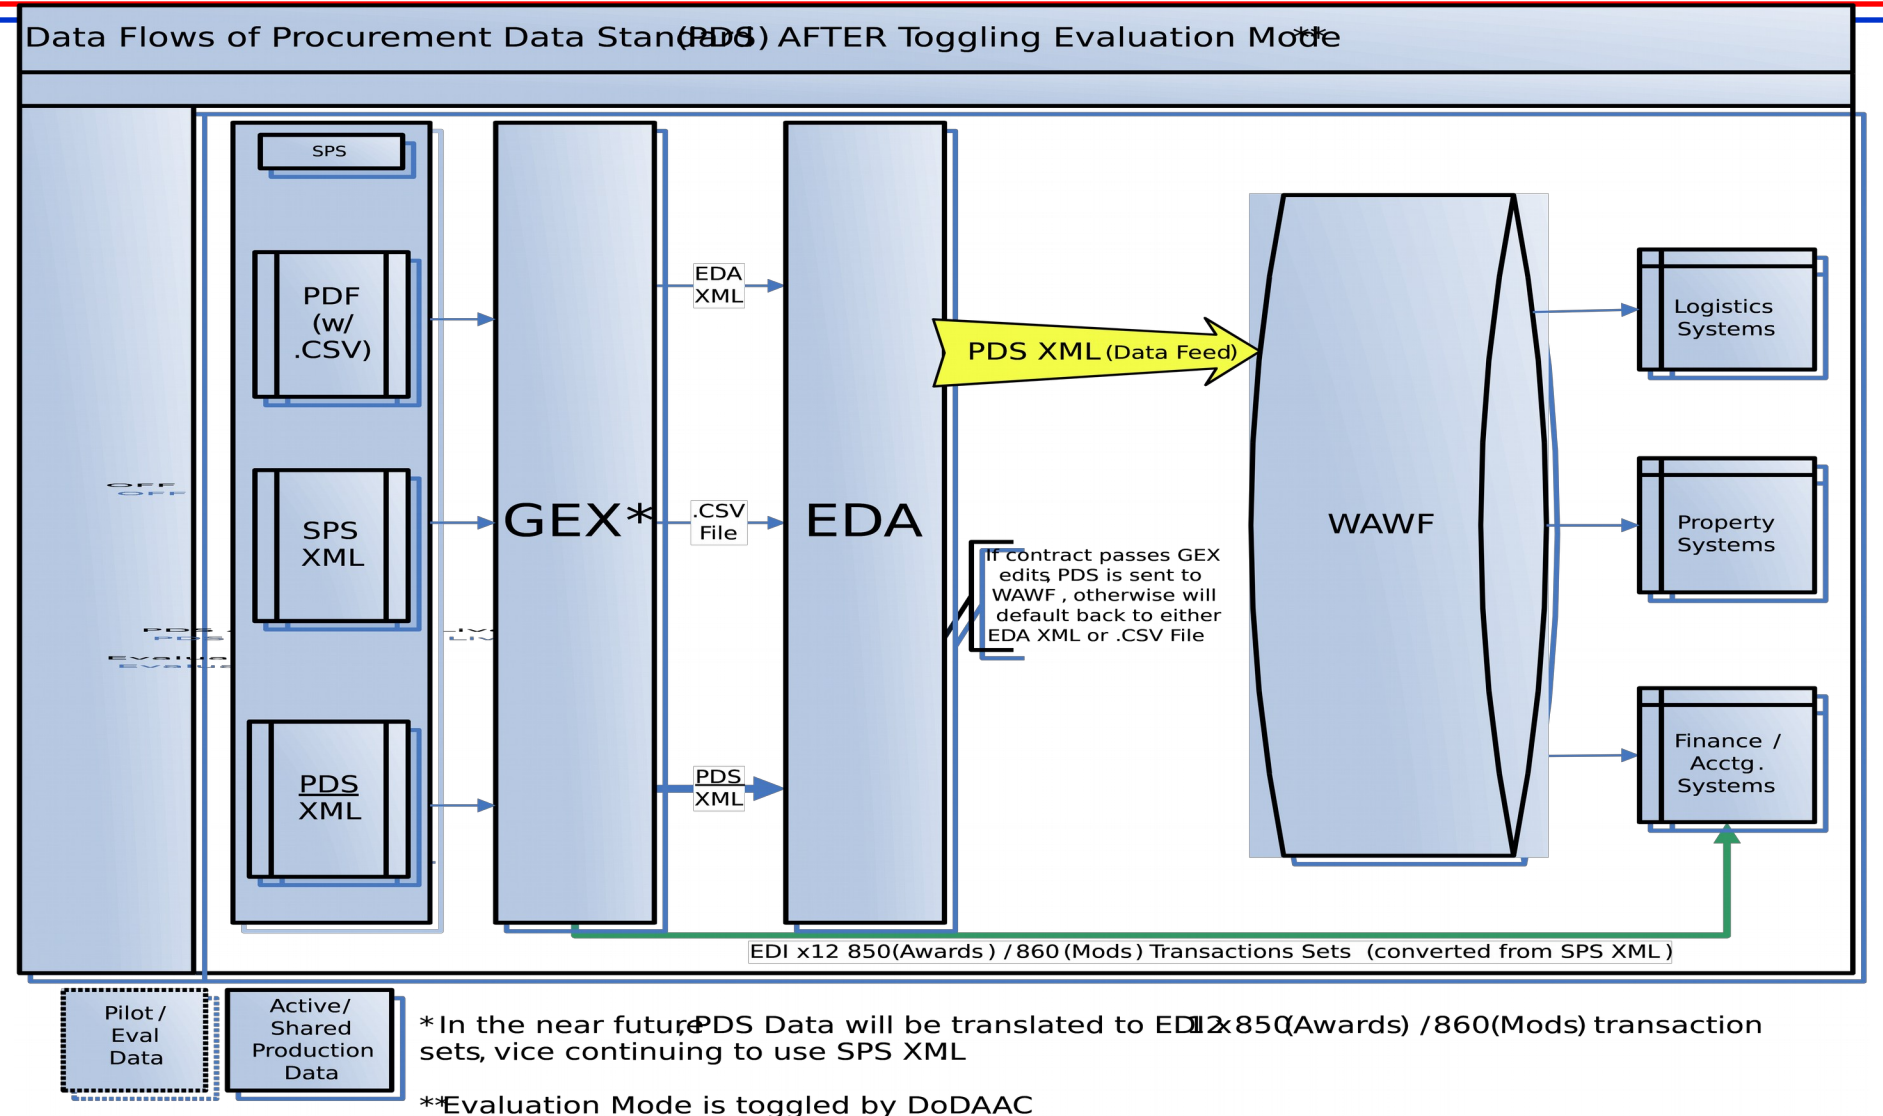 Data Flows of Procurement Data Standard (PDS) AFTER Toggling Evaluation Mode**
SPS
PDF
(w/
.CSV)
SPS
XML
PDS
XML
OFF
GEX*
EDA
XML
.CSV
File
PDS
XML
EDA
PDS XML (Data Feed)
If contract passes GEX
edits, PDS is sent to
WAWF, otherwise will
default back to either
EDA XML or .CSV File
WAWF
Logistics
Systems
Property
Systems
Finance /
Acctg.
Systems
EDI x12 850(Awards) / 860 (Mods) Transactions Sets (converted from SPS XML)
Pilot /
Eval
Data
Active/
Shared
Production
Data
* In the near future, PDS Data will be translated to EDI x12 850(Awards) / 860(Mods) transaction
sets, vice continuing to use SPS XML.
**Evaluation Mode is toggled by DoDAAC